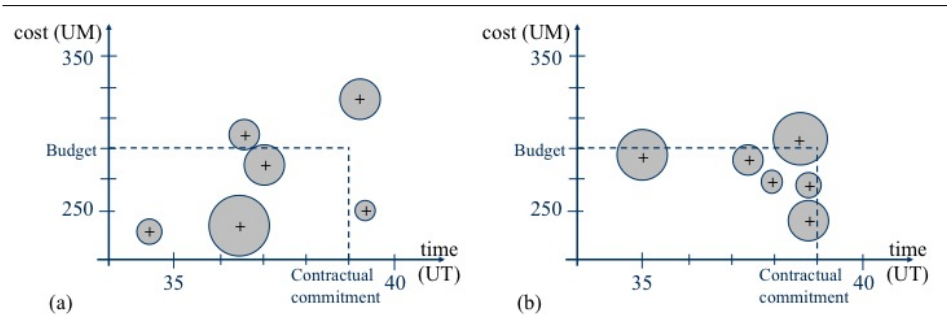 cost (UM)
350
Budget
250
time
(UT)
35
Contractual
commitment
40
(a)
cost (UM)
350
Budget
250
time
(UT)
35
Contractual
commitment
40
(b)